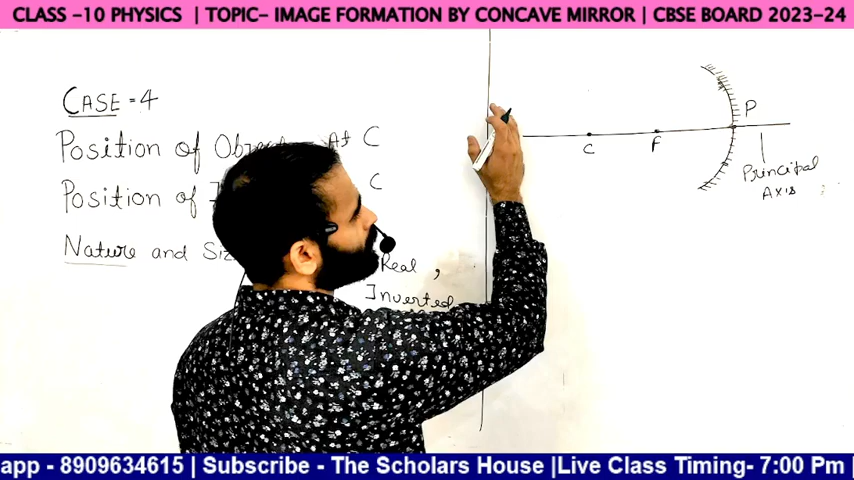 CLASS -10 PHYSICS | TOPIC- IMAGE FORMATION BY CONCAVE MIRROR | CBSE BOARD 2023-24
CASE = 4
Position of At C
Position of C
Nature and
Real ,
Inverted
P
C F
Principal
Axis
app - 8909634615 | Subscribe - The Scholars House |Live Class Timing- 7:00 Pm |